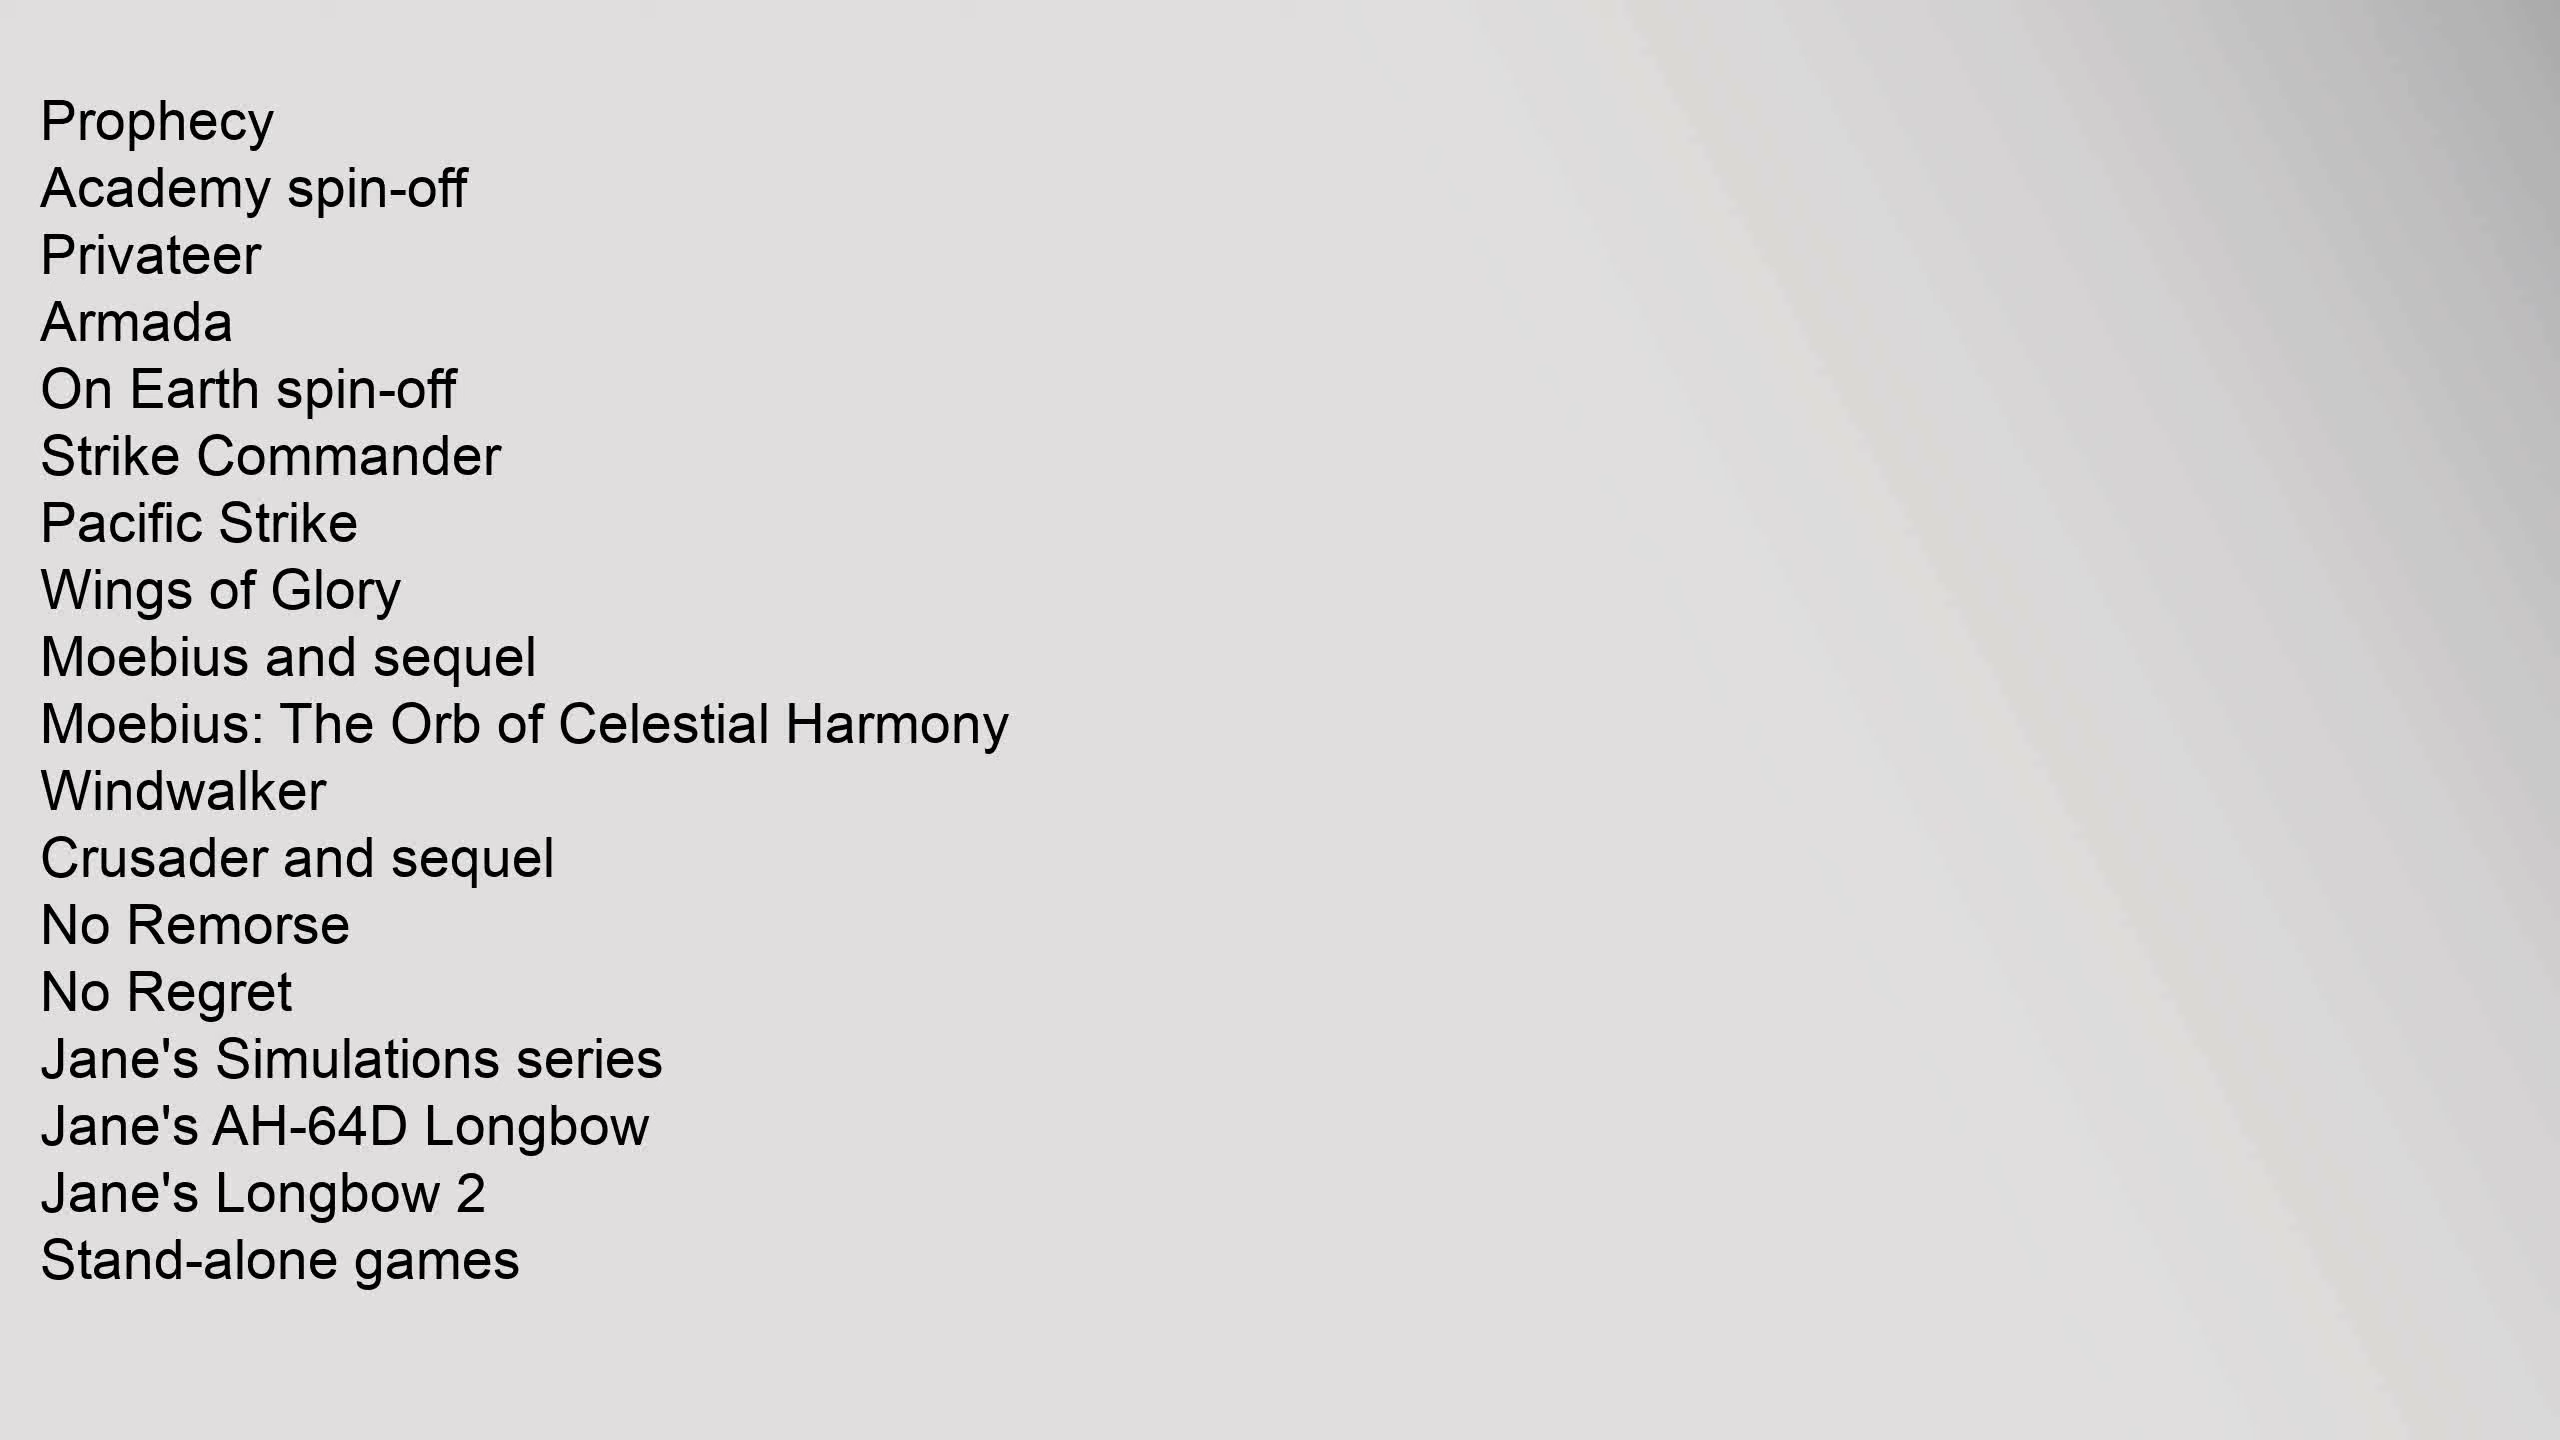 Prophecy
Academy spin-off
Privateer
Armada
On Earth spin-off
Strike Commander
Pacific Strike
Wings of Glory
Moebius and sequel
Moebius: The Orb of Celestial Harmony
Windwalker
Crusader and sequel
No Remorse
No Regret
Jane's Simulations series
Jane's AH-64D Longbow
Jane's Longbow 2
Stand-alone games